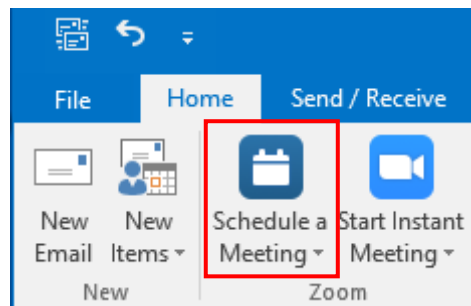 File Home Send / Receive
New Email
New Items
Schedule a Meeting
Start Instant Meeting
New
Zoom